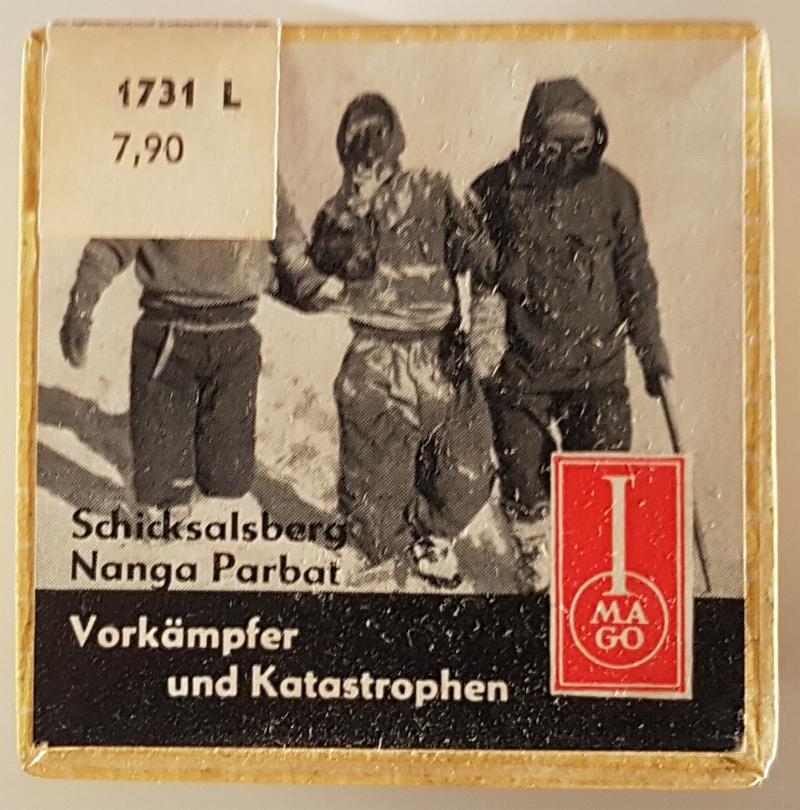 1731 L
7,90
Schicksalsberg
Nanga Parbat
Vorkämpfer
und Katastrophen
I
MA
GO